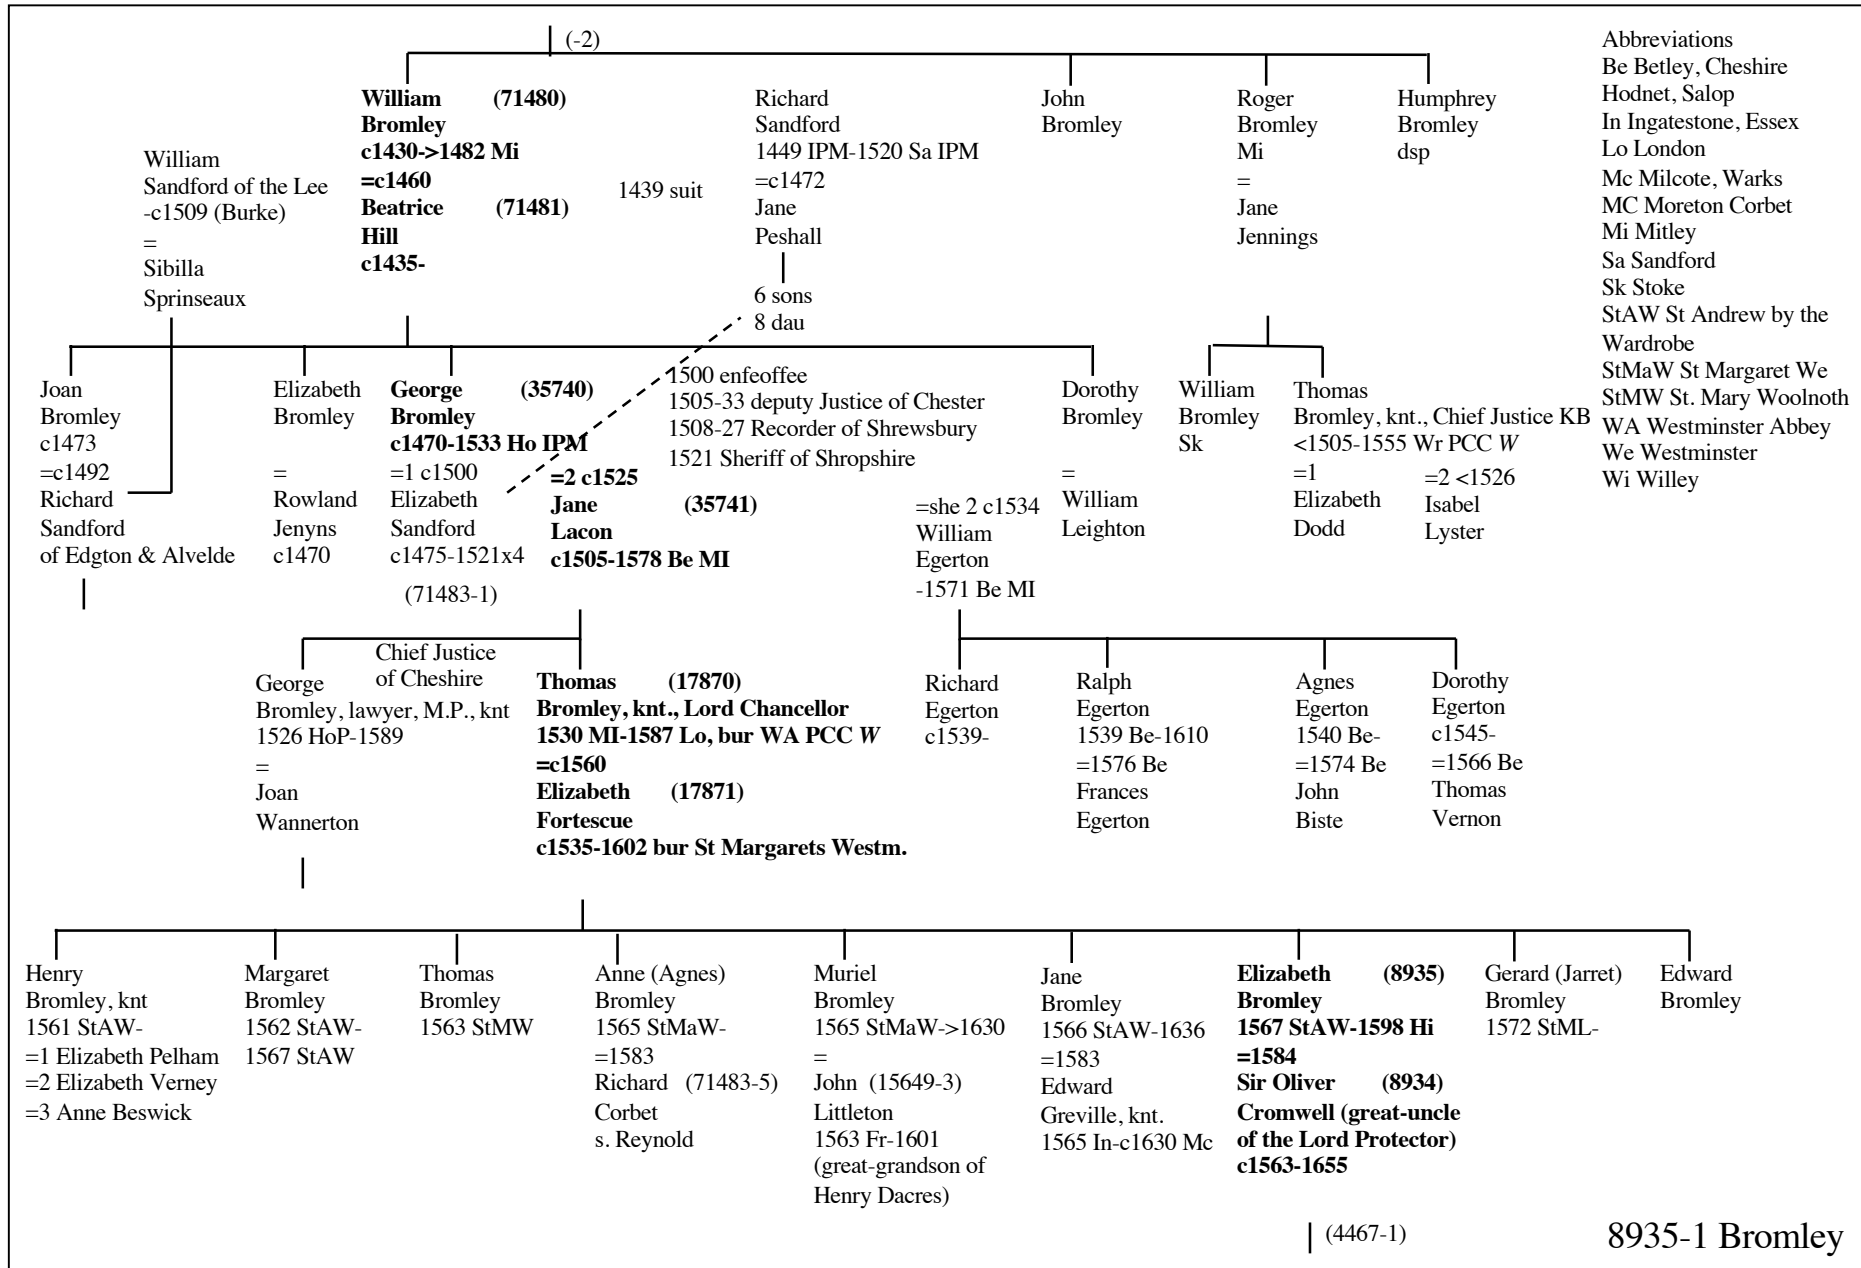 (-2)
William (71480)
Bromley
c1430->1482 Mi
=c1460
Beatrice (71481)
Hill
c1435-
1439 suit
Richard
Sandford
1449 IPM-1520 Sa IPM
=c1472
Jane
Peshall
6 sons
8 dau
John
Bromley
Roger
Bromley
Mi
=
Jane
Jennings
Humphrey
Bromley
dsp
Abbreviations
Be Betley, Cheshire
Hodnet, Salop
In Ingatestone, Essex
Lo London
Mc Milcote, Warks
MC Moreton Corbet
Mi Mitley
Sa Sandford
Sk Stoke
StAW St Andrew by the
Wardrobe
StMaW St Margaret We
StMW St. Mary Woolnoth
WA Westminster Abbey
We Westminster
Wi Willey
William
Sandford of the Lee
-c1509 (Burke)
=
Sibilla
Sprinseaux
Joan
Bromley
c1473
=c1492
Richard
Sandford
of Edgton & Alvelde
Elizabeth
Bromley
=
Rowland
Jenyns
c1470
George (35740)
Bromley
c1470-1533 Ho IPM
=1 c1500
Elizabeth
Sandford
c1475-1521x4
(71483-1)
1500 enfeoffee
1505-33 deputy Justice of Chester
1508-27 Recorder of Shrewsbury
1521 Sheriff of Shropshire
=2 c1525
Jane (35741)
Lacon
c1505-1578 Be MI
=she 2 c1534
William
Egerton
-1571 Be MI
Dorothy
Bromley
=
William
Leighton
William
Bromley
Sk
Thomas
Bromley, knt., Chief Justice KB
<1505-1555 Wr PCC W
=1
Elizabeth
Dodd
=2 <1526
Isabel
Lyster
George
Bromley, lawyer, M.P., knt
1526 HoP-1589
=
Joan
Wannerton
Chief Justice
of Cheshire
Thomas (17870)
Bromley, knt., Lord Chancellor
1530 MI-1587 Lo, bur WA PCC W
=c1560
Elizabeth (17871)
Fortescue
c1535-1602 bur St Margarets Westm.
Richard
Egerton
c1539-
Ralph
Egerton
1539 Be-1610
=1576 Be
Frances
Egerton
Agnes
Egerton
1540 Be-
=1574 Be
John
Biste
Dorothy
Egerton
c1545-
=1566 Be
Thomas
Vernon
Henry
Bromley, knt
1561 StAW-
=1 Elizabeth Pelham
=2 Elizabeth Verney
=3 Anne Beswick
Margaret
Bromley
1562 StAW-
1567 StAW
Thomas
Bromley
1563 StMW
Anne (Agnes)
Bromley
1565 StMaW-
=1583
Richard (71483-5)
Corbet
s. Reynold
Muriel
Bromley
1565 StMaW->1630
=
John (15649-3)
Littleton
1563 Fr-1601
(great-grandson of
Henry Dacres)
Jane
Bromley
1566 StAW-1636
=1583
Edward
Greville, knt.
1565 In-c1630 Mc
Elizabeth (8935)
Bromley
1567 StAW-1598 Hi
=1584
Sir Oliver (8934)
Cromwell (great-uncle
of the Lord Protector)
c1563-1655
Gerard (Jarret)
Bromley
1572 StML-
Edward
Bromley
(4467-1)
8935-1 Bromley